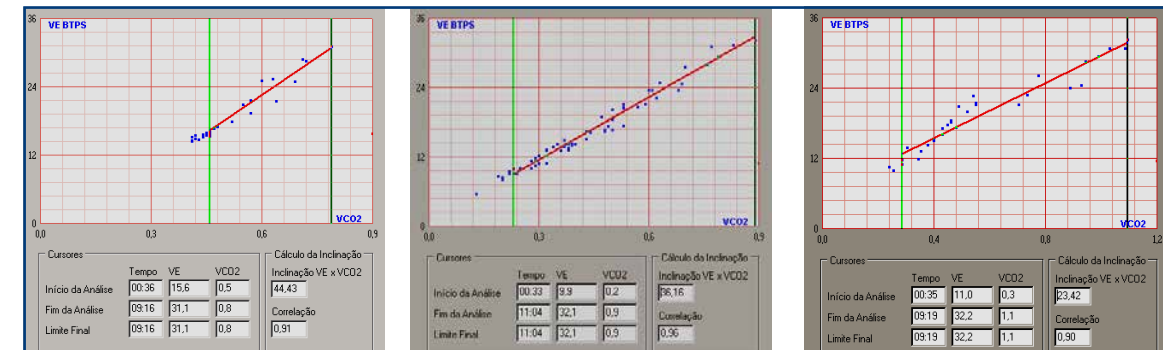 36 VE BTPS
24
12
0
0,0 0,3 0,6 0,9
VCO2
Cursores
Tempo VE VCO2
Início da Análise 00:36 15,6 0,5
Fim da Análise 09:16 31,1 0,8
Limite Final 09:16 31,1 0,8
Cálculo da Inclinação
Inclinação VE x VCO2
44,43
Correlação
0,91
36 VE BTPS
24
12
0
0,0 0,3 0,6 0,9
VCO2
Cursores
Tempo VE VCO2
Início da Análise 00:33 9,9 0,2
Fim da Análise 11:04 32,1 0,9
Limite Final 11:04 32,1 0,9
Cálculo da Inclinação
Inclinação VE x VCO2
36,16
Correlação
0,96
36 VE BTPS
24
12
0
0,0 0,4 0,8 1,2
VCO2
Cursores
Tempo VE VCO2
Início da Análise 00:35 11,0 0,3
Fim da Análise 09:19 32,2 1,1
Limite Final 09:19 32,2 1,1
Cálculo da Inclinação
Inclinação VE x VCO2
23,42
Correlação
0,90